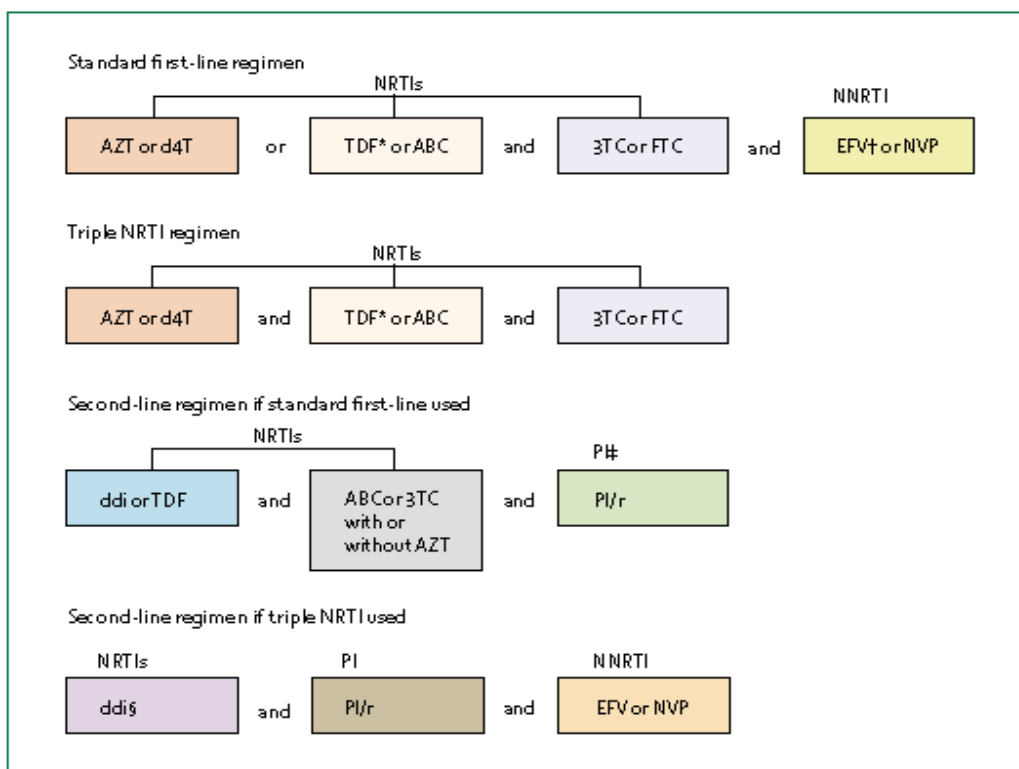 Standard first-line regimen
NRTIs
NNRTI
AZT or d4T
or
TDF* or ABC
and
3TC or FTC
and
EFV† or NVP
Triple NRTI regimen
NRTIs
AZT or d4T
and
TDF* or ABC
and
3TC or FTC
Second-line regimen if standard first-line used
NRTIs
PI‡
ddi or TDF
and
ABC or 3TC
with or
without AZT
and
PI/r
Second-line regimen if triple NRTI used
NRTIs
PI
NNRTI
ddi§
and
PI/r
and
EFV or NVP